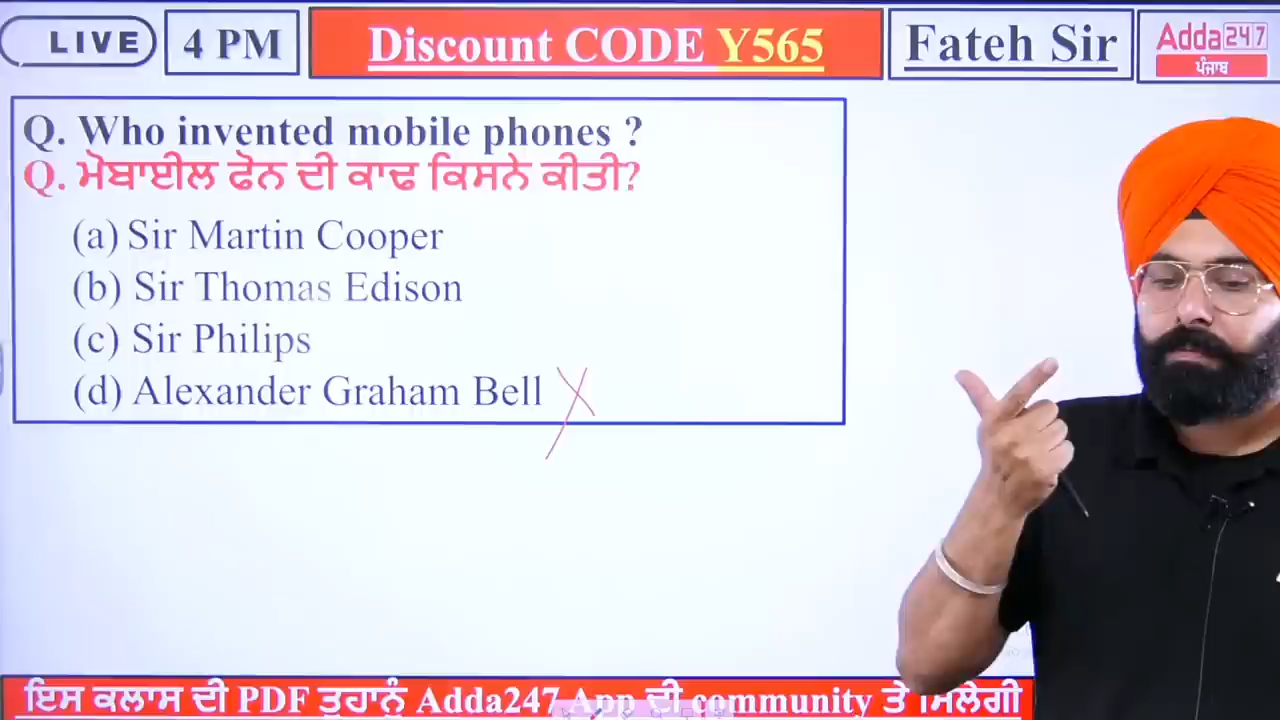 LIVE
4 PM
Discount CODE Y565
Fateh Sir
Adda247
ਪੰਜਾਬ
Q. Who invented mobile phones ?
Q. ਮੋਬਾਈਲ ਫੋਨ ਦੀ ਕਾਢ ਕਿਸਨੇ ਕੀਤੀ?
(a) Sir Martin Cooper
(b) Sir Thomas Edison
(c) Sir Philips
(d) Alexander Graham Bell
ਇਸ ਕਲਾਸ ਦੀ PDF ਤੁਹਾਨੂੰ Adda247 App ਦੀ community ਤੇ ਮਿਲੇਗੀ